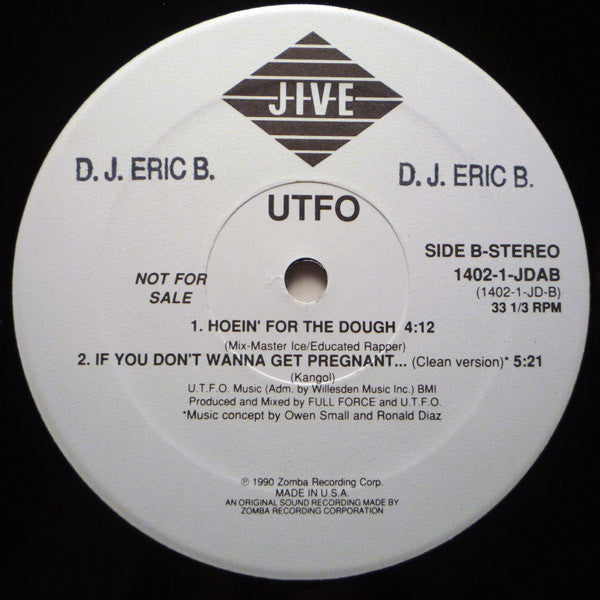 J-I-V-E
D. J. ERIC B.
D. J. ERIC B.
UTFO
SIDE B-STEREO
1402-1-JDAB
(1402-1-JD-B)
33 1/3 RPM
NOT FOR
SALE
1. HOEIN' FOR THE DOUGH 4:12
(Mix-Master Ice/Educated Rapper)
2. IF YOU DON'T WANNA GET PREGNANT... (Clean version)* 5:21
(Kangol)
U.T.F.O. Music (Adm. by Willesden Music Inc.) BMI
Produced and Mixed by FULL FORCE and U.T.F.O.
*Music concept by Owen Small and Ronald Diaz
℗ 1990 Zomba Recording Corp.
MADE IN U.S.A.
AN ORIGINAL SOUND RECORDING MADE BY
ZOMBA RECORDING CORPORATION